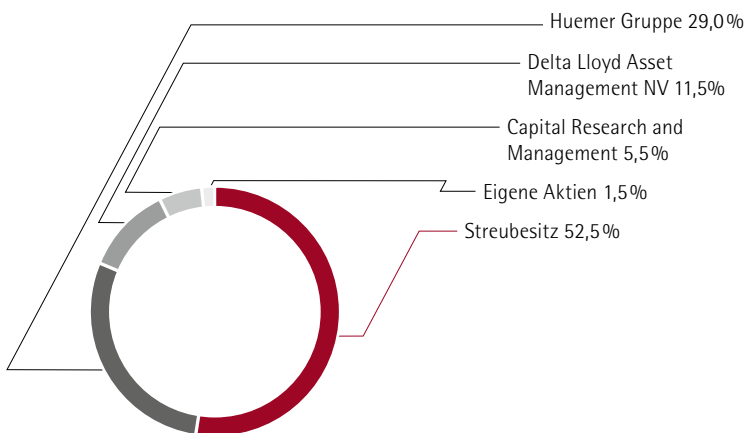 Huemer Gruppe 29,0%
Delta Lloyd Asset
Management NV 11,5%
Capital Research and
Management 5,5%
Eigene Aktien 1,5%
Streubesitz 52,5%